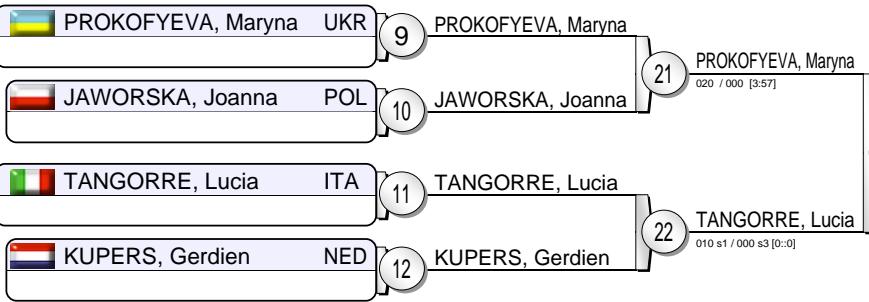 PROKOFYEVA, Maryna UKR
9
PROKOFYEVA, Maryna
21
PROKOFYEVA, Maryna
020 / 000 [3:57]
JAWORSKA, Joanna POL
10
JAWORSKA, Joanna
TANGORRE, Lucia ITA
11
TANGORRE, Lucia
22
TANGORRE, Lucia
010 s1 / 000 s3 [0::0]
KUPERS, Gerdien NED
12
KUPERS, Gerdien